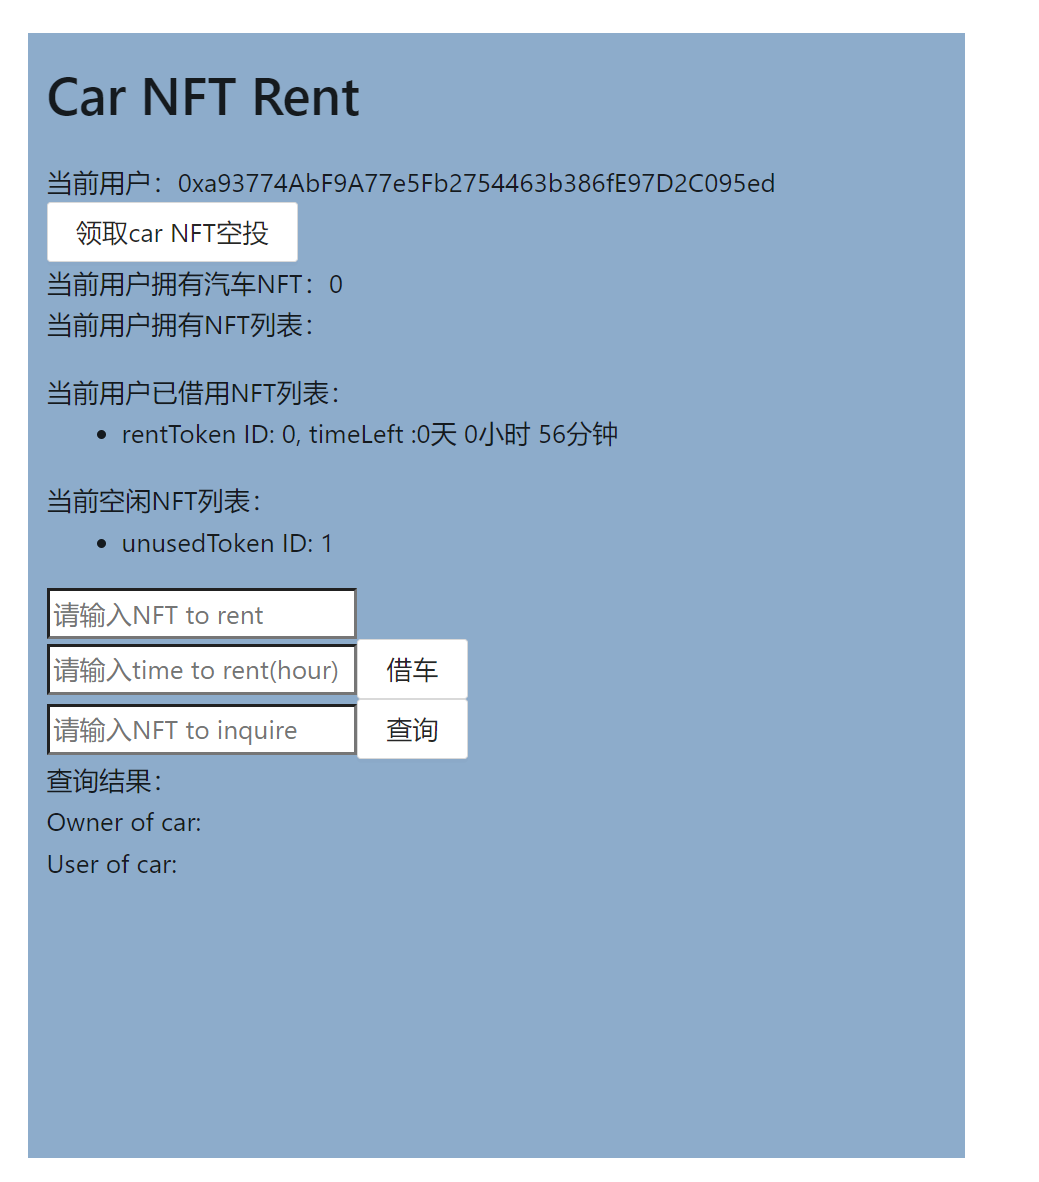 Car NFT Rent
当前用户：0xa93774AbF9A77e5Fb2754463b386fE97D2C095ed
领取car NFT空投
当前用户拥有汽车NFT：0
当前用户拥有NFT列表：
当前用户已借用NFT列表：
rentToken ID: 0, timeLeft :0天 0小时 56分钟
当前空闲NFT列表：
unusedToken ID: 1
请输入NFT to rent
请输入time to rent(hour) 借车
请输入NFT to inquire 查询
查询结果：
Owner of car:
User of car: